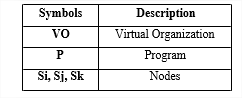 Symbols Description
VO Virtual Organization
P Program
Si, Sj, Sk Nodes